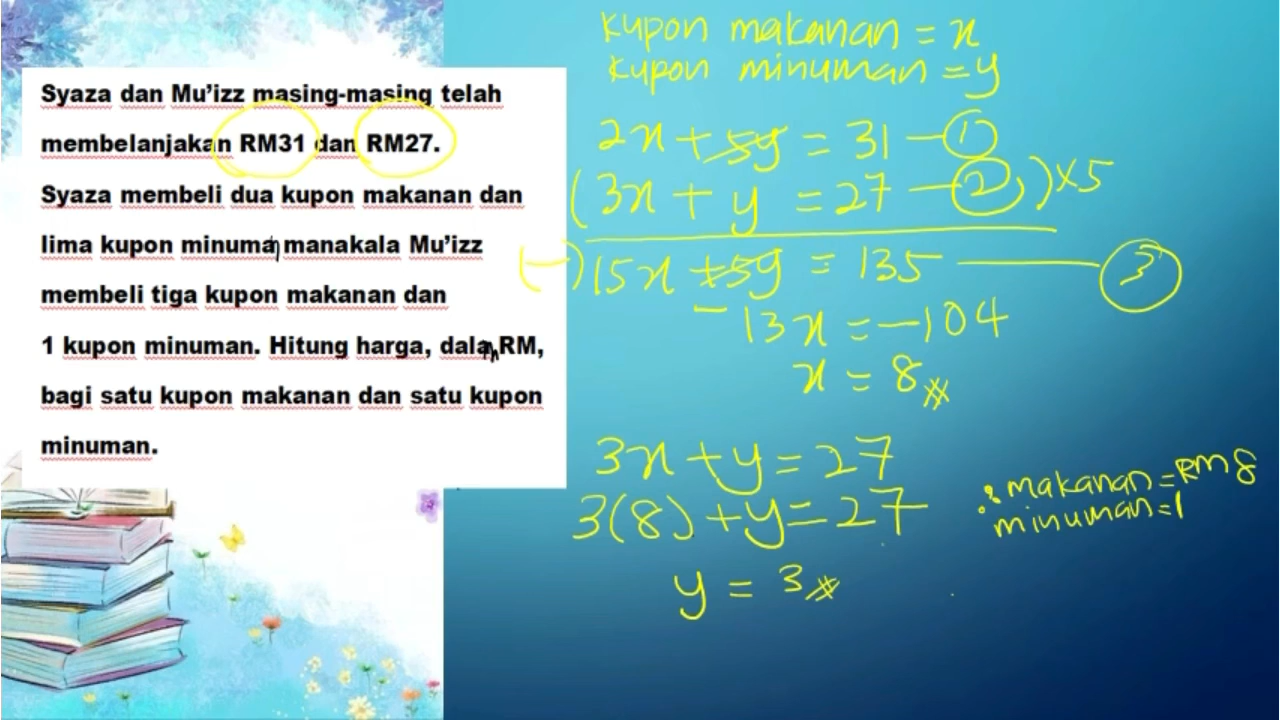 Syaza dan Mu'izz masing-masing telah
membelanjakan RM31 dan RM27.
Syaza membeli dua kupon makanan dan
lima kupon minuman manakala Mu'izz
membeli tiga kupon makanan dan
1 kupon minuman. Hitung harga, dalam RM,
bagi satu kupon makanan dan satu kupon
minuman.
kupon makanan = x
kupon minuman = y
2x + 5y = 31 — ①
(3x + y = 27 — ②) x5
(−) 15x + 5y = 135 — ③
-13x = -104
x = 8
3x + y = 27
3(8) + y = 27
y = 3
∴ makanan = RM8
minuman = 1